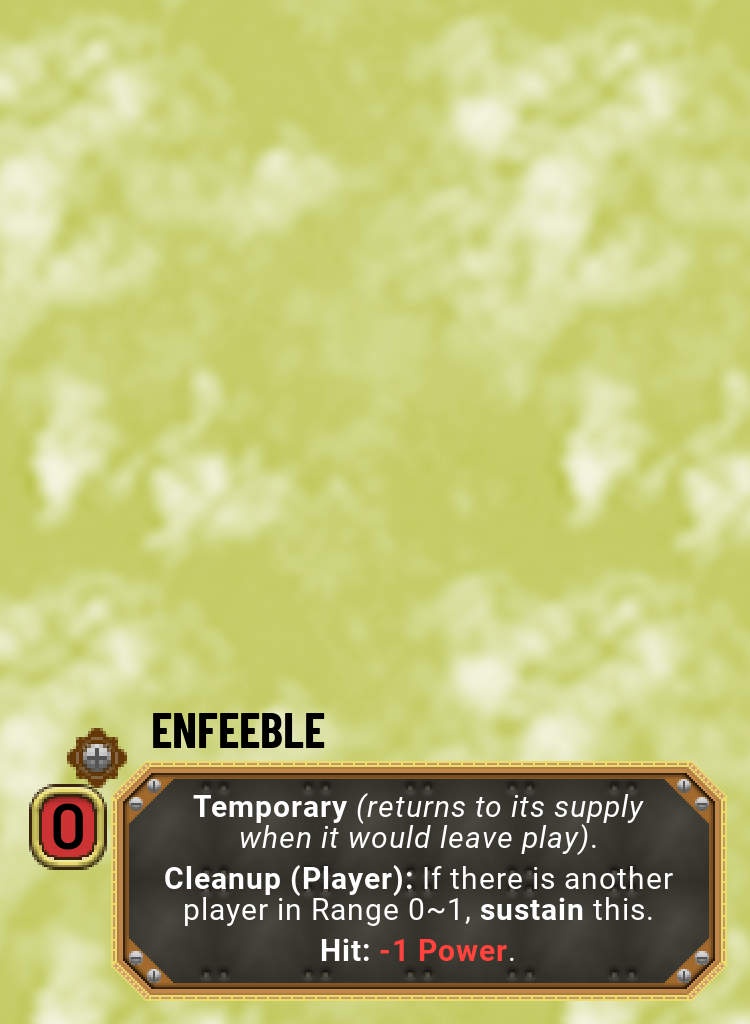 ENFEEBLE
0
Temporary (returns to its supply
when it would leave play).
Cleanup (Player): If there is another
player in Range 0~1, sustain this.
Hit: -1 Power.